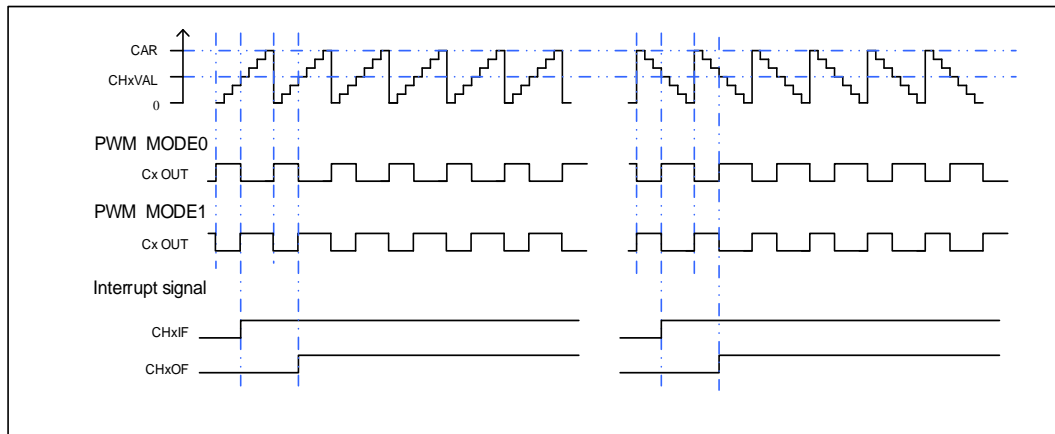 CAR
CHxVAL
0
PWM MODE0
Cx OUT
PWM MODE1
Cx OUT
Interrupt signal
CHxIF
CHxOF